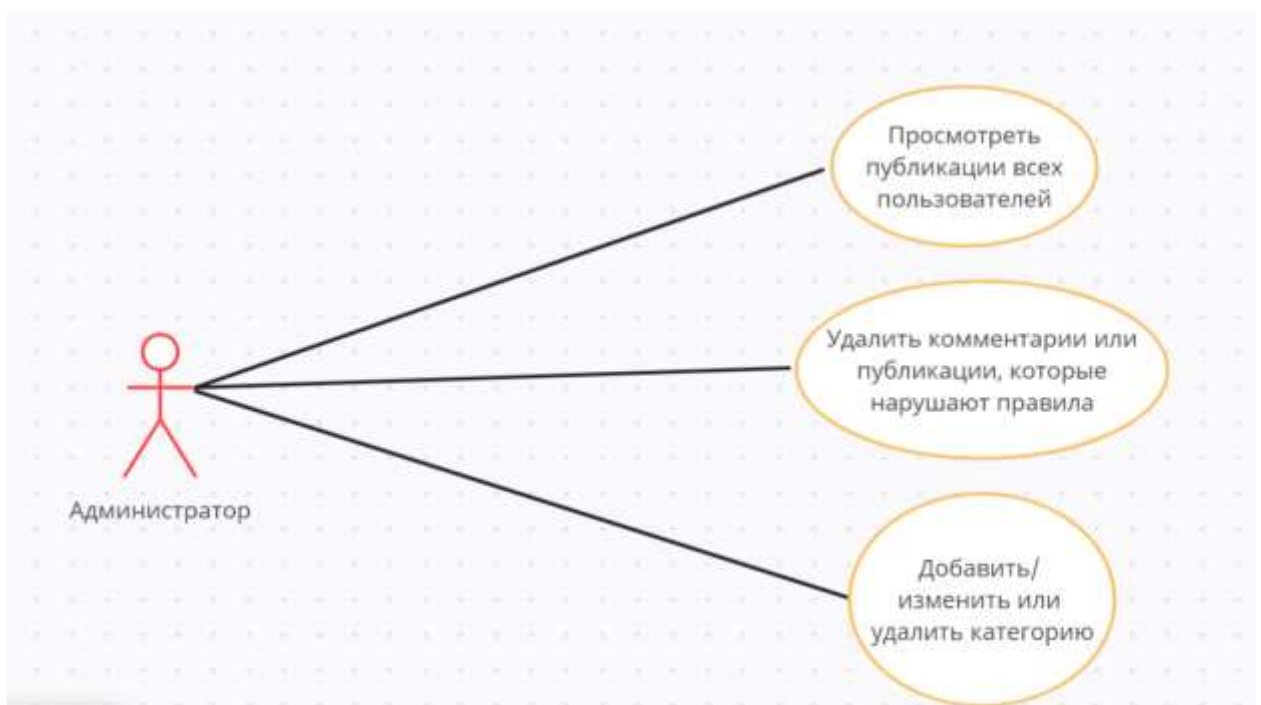 Просмотреть
публикации всех
пользователей
Удалить комментарии или
публикации, которые
нарушают правила
Администратор
Добавить/
изменить или
удалить категорию